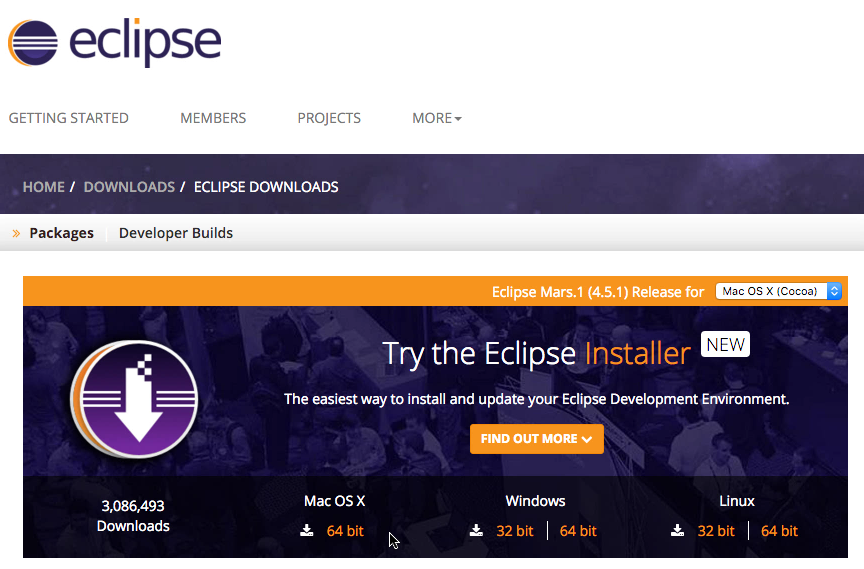 eclipse
GETTING STARTED MEMBERS PROJECTS MORE
HOME / DOWNLOADS / ECLIPSE DOWNLOADS
» Packages Developer Builds
Eclipse Mars.1 (4.5.1) Release for Mac OS X (Cocoa)
Try the Eclipse Installer NEW
The easiest way to install and update your Eclipse Development Environment.
FIND OUT MORE
3,086,493 Mac OS X Windows Linux
Downloads 64 bit 32 bit | 64 bit 32 bit | 64 bit